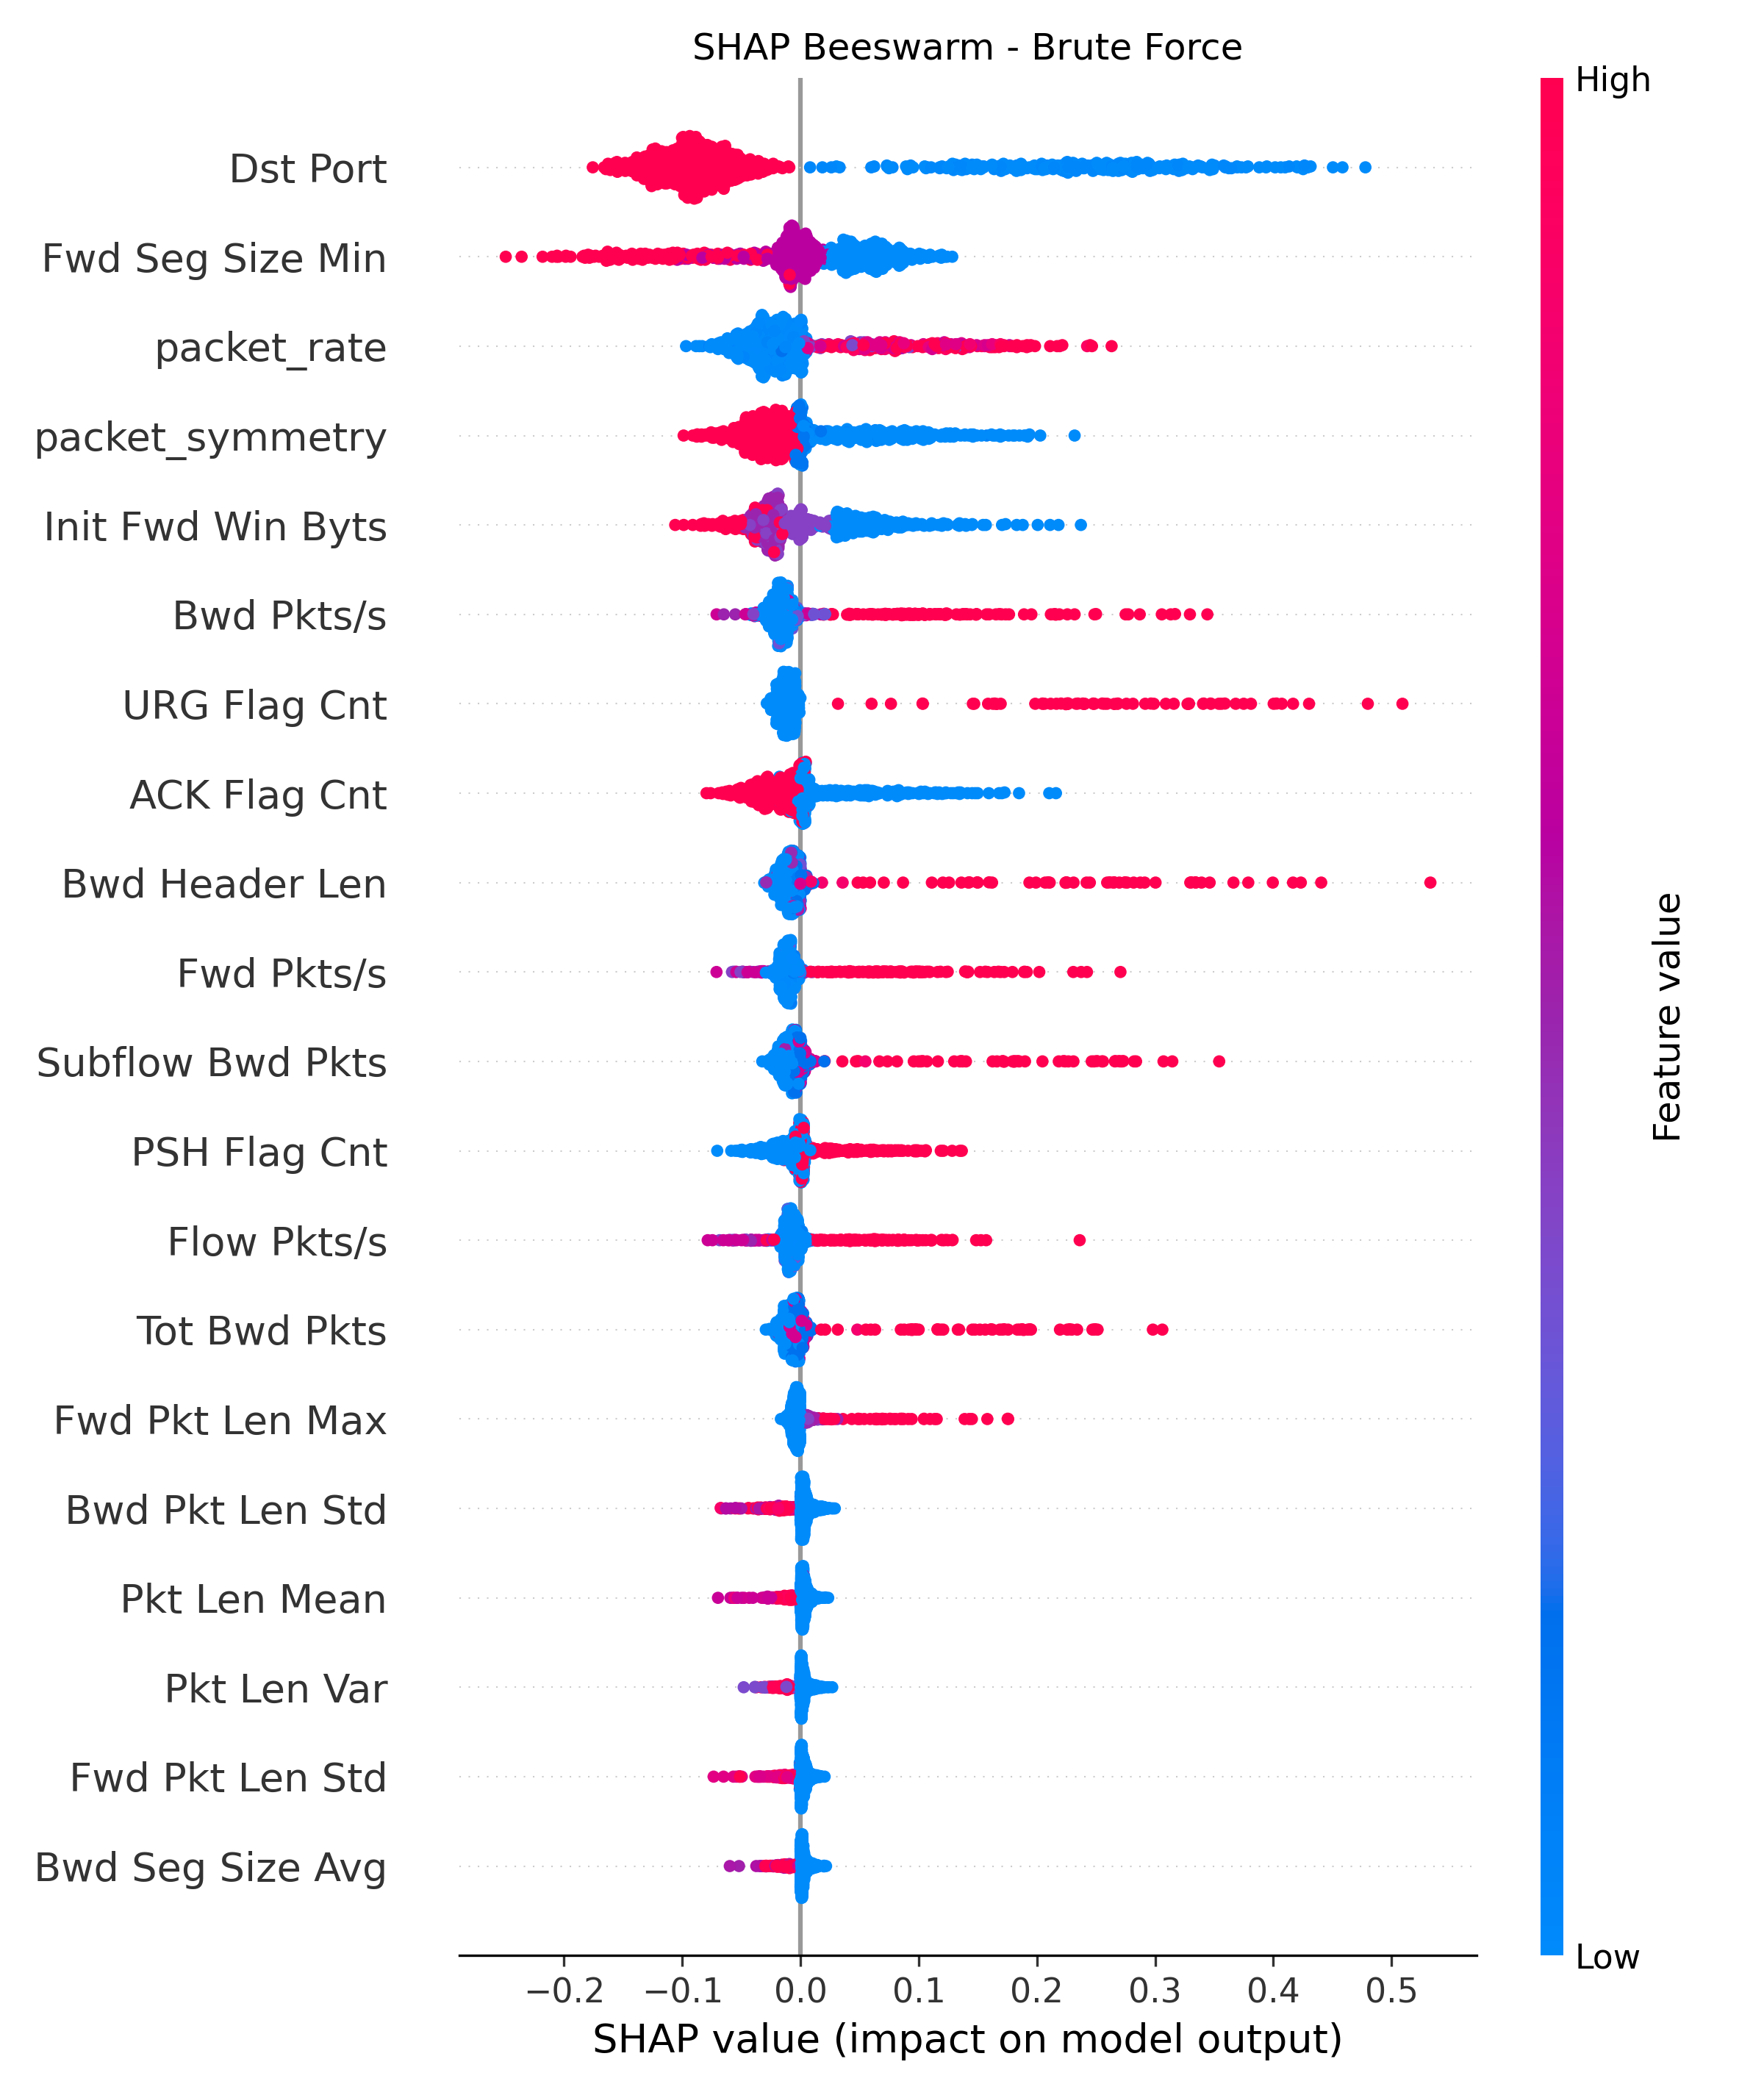 SHAP Beeswarm - Brute Force
High
Dst Port
Fwd Seg Size Min
packet_rate
packet_symmetry
Init Fwd Win Byts
Bwd Pkts/s
URG Flag Cnt
ACK Flag Cnt
Bwd Header Len
Fwd Pkts/s
Subflow Bwd Pkts
PSH Flag Cnt
Flow Pkts/s
Tot Bwd Pkts
Fwd Pkt Len Max
Bwd Pkt Len Std
Pkt Len Mean
Pkt Len Var
Fwd Pkt Len Std
Bwd Seg Size Avg
Feature value
Low
−0.2 −0.1 0.0 0.1 0.2 0.3 0.4 0.5
SHAP value (impact on model output)